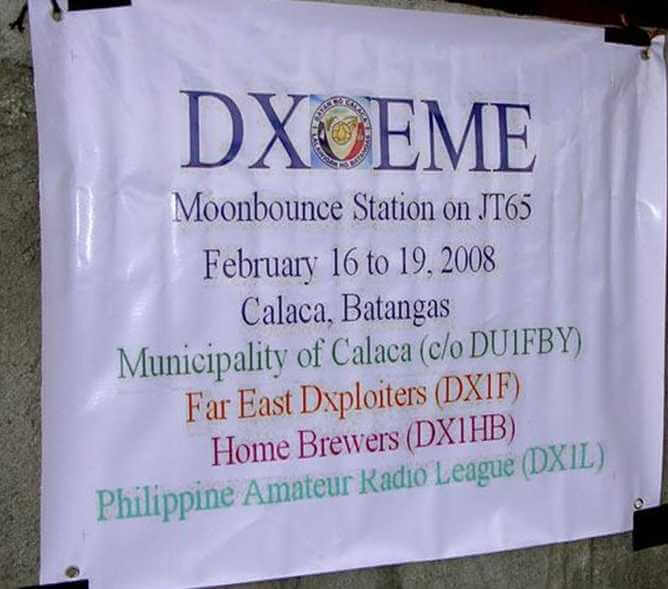 DX EME
Moonbounce Station on JT65
February 16 to 19, 2008
Calaca, Batangas
Municipality of Calaca (c/o DU1FBY)
Far East Dxploiters (DX1F)
Home Brewers (DX1HB)
Philippine Amateur Radio League (DX1L)